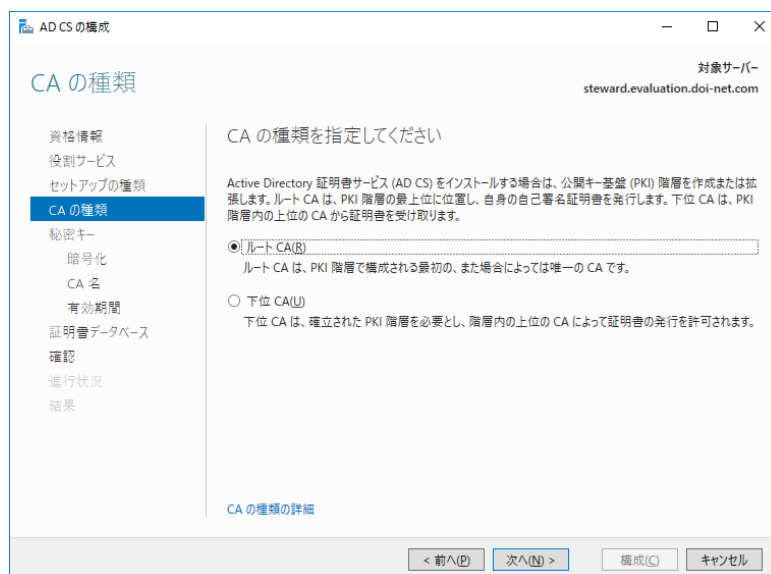 AD CS の構成
CA の種類
対象サーバー
steward.evaluation.doi-net.com
資格情報
役割サービス
セットアップの種類
CA の種類
秘密キー
暗号化
CA 名
有効期間
証明書データベース
確認
進行状況
結果
CA の種類を指定してください
Active Directory 証明書サービス (AD CS) をインストールする場合は、公開キー基盤 (PKI) 階層を作成または拡
張します。ルート CA は、PKI 階層の最上位に位置し、自身の自己署名証明書を発行します。下位 CA は、PKI
階層内の上位の CA から証明書を受け取ります。
ルート CA(R)
ルート CA は、PKI 階層で構成される最初の、また場合によっては唯一の CA です。
下位 CA(U)
下位 CA は、確立された PKI 階層を必要とし、階層内の上位の CA によって証明書の発行を許可されます。
CA の種類の詳細
< 前へ(P)
次へ(N) >
構成(C)
キャンセル